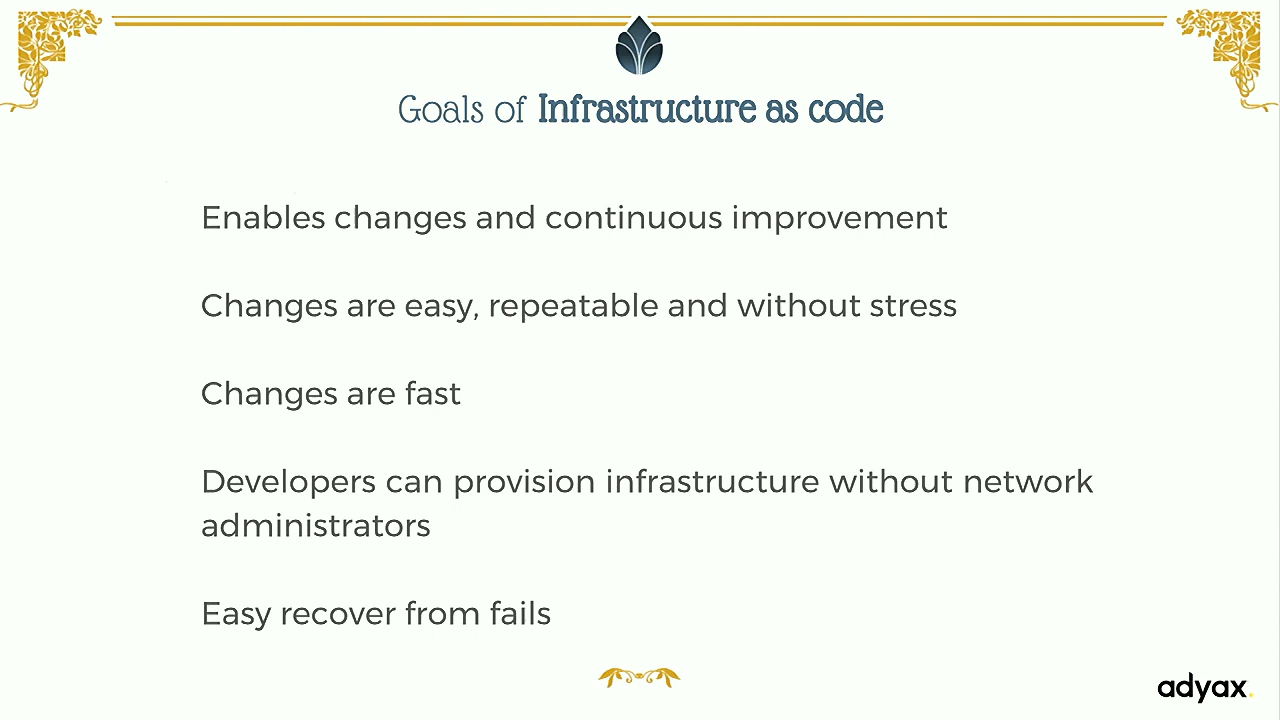 Goals of Infrastructure as code
Enables changes and continuous improvement
Changes are easy, repeatable and without stress
Changes are fast
Developers can provision infrastructure without network
administrators
Easy recover from fails
adyax.